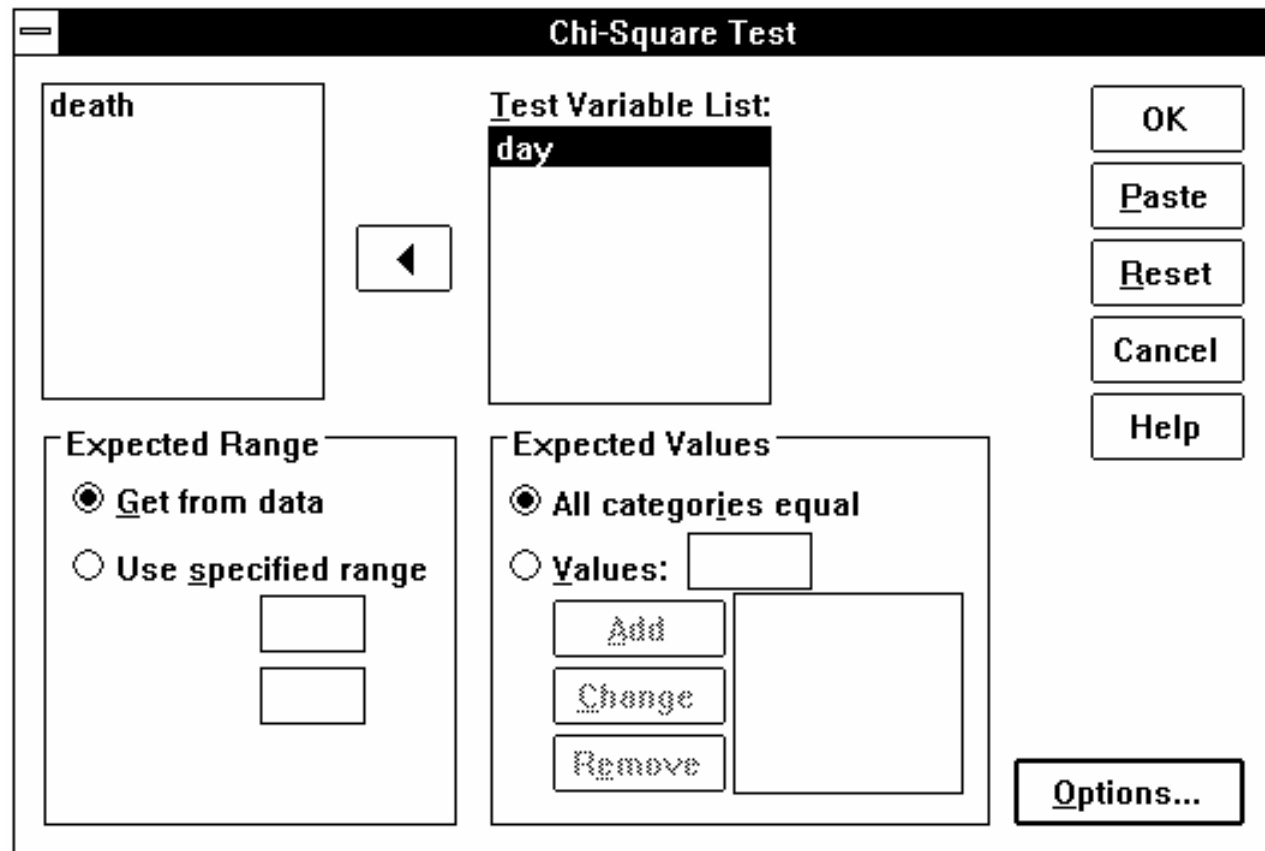 Chi-Square Test
death
Test Variable List:
day
OK
Paste
Reset
Cancel
Help
Expected Range
Get from data
Use specified range
Expected Values
All categories equal
Values:
Add
Change
Remove
Options...